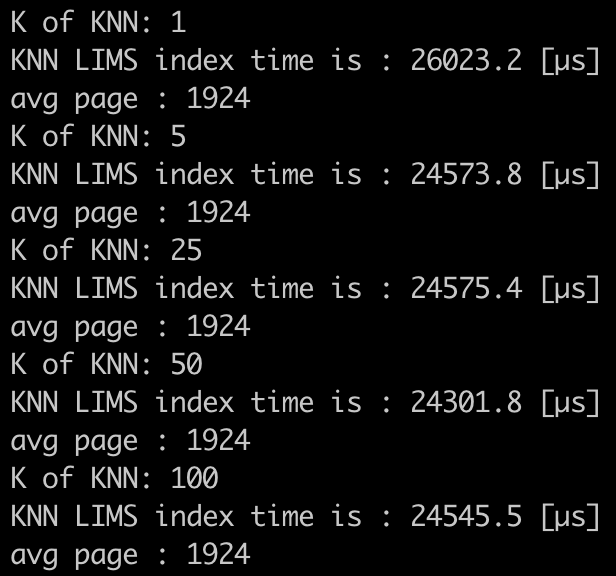 K of KNN: 1
KNN LIMS index time is : 26023.2 [µs]
avg page : 1924
K of KNN: 5
KNN LIMS index time is : 24573.8 [µs]
avg page : 1924
K of KNN: 25
KNN LIMS index time is : 24575.4 [µs]
avg page : 1924
K of KNN: 50
KNN LIMS index time is : 24301.8 [µs]
avg page : 1924
K of KNN: 100
KNN LIMS index time is : 24545.5 [µs]
avg page : 1924